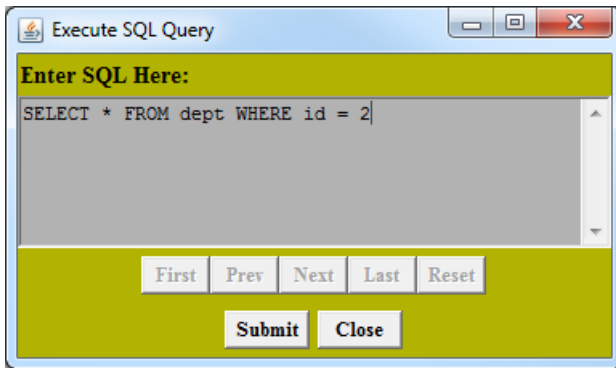 Execute SQL Query
Enter SQL Here:
SELECT * FROM dept WHERE id = 2
First Prev Next Last Reset
Submit Close